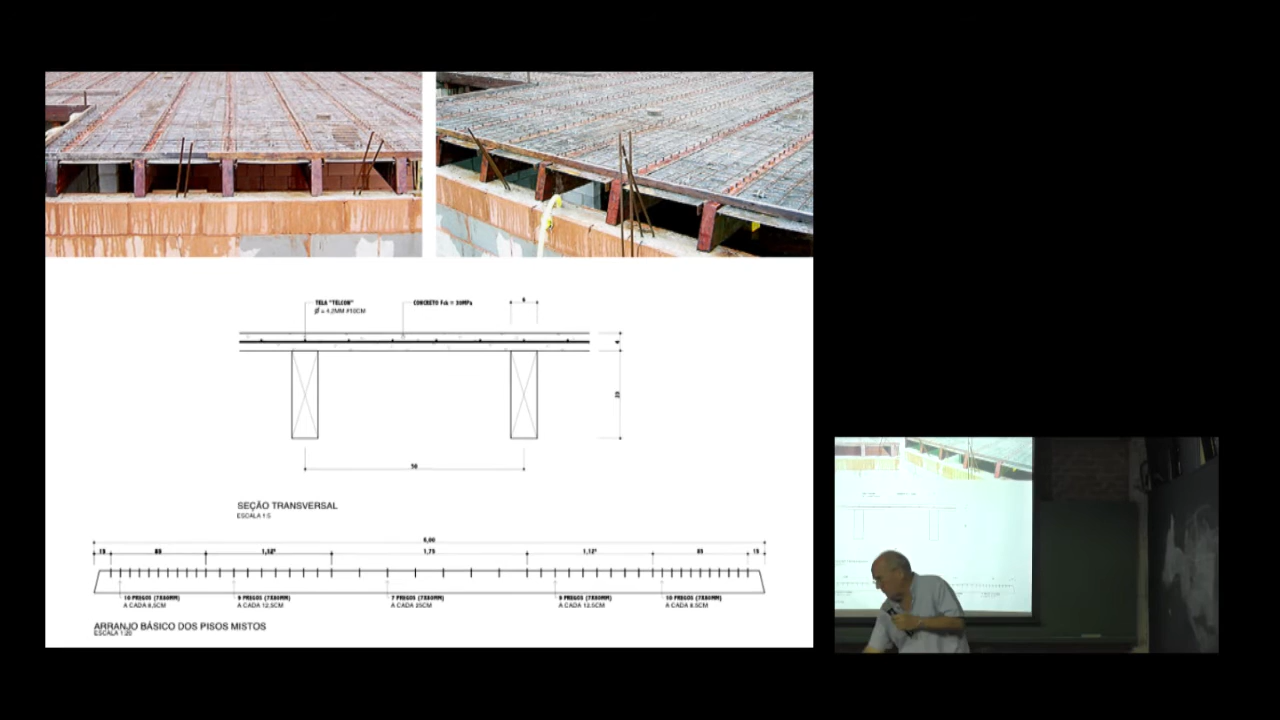 TELA "TELCON"
Ø = 4,2MM #10CM
CONCRETO Fck = 30MPa
6
4
50
SEÇÃO TRANSVERSAL
ESCALA 1:5
6,00
15
85
1,12⁵
1,75
1,12⁵
85
15
10 PREGOS (7X80MM)
A CADA 8,5CM
9 PREGOS (7X80MM)
A CADA 12,5CM
7 PREGOS (7X80MM)
A CADA 25CM
9 PREGOS (7X80MM)
A CADA 12,5CM
10 PREGOS (7X80MM)
A CADA 8,5CM
ARRANJO BÁSICO DOS PISOS MISTOS
ESCALA 1:20